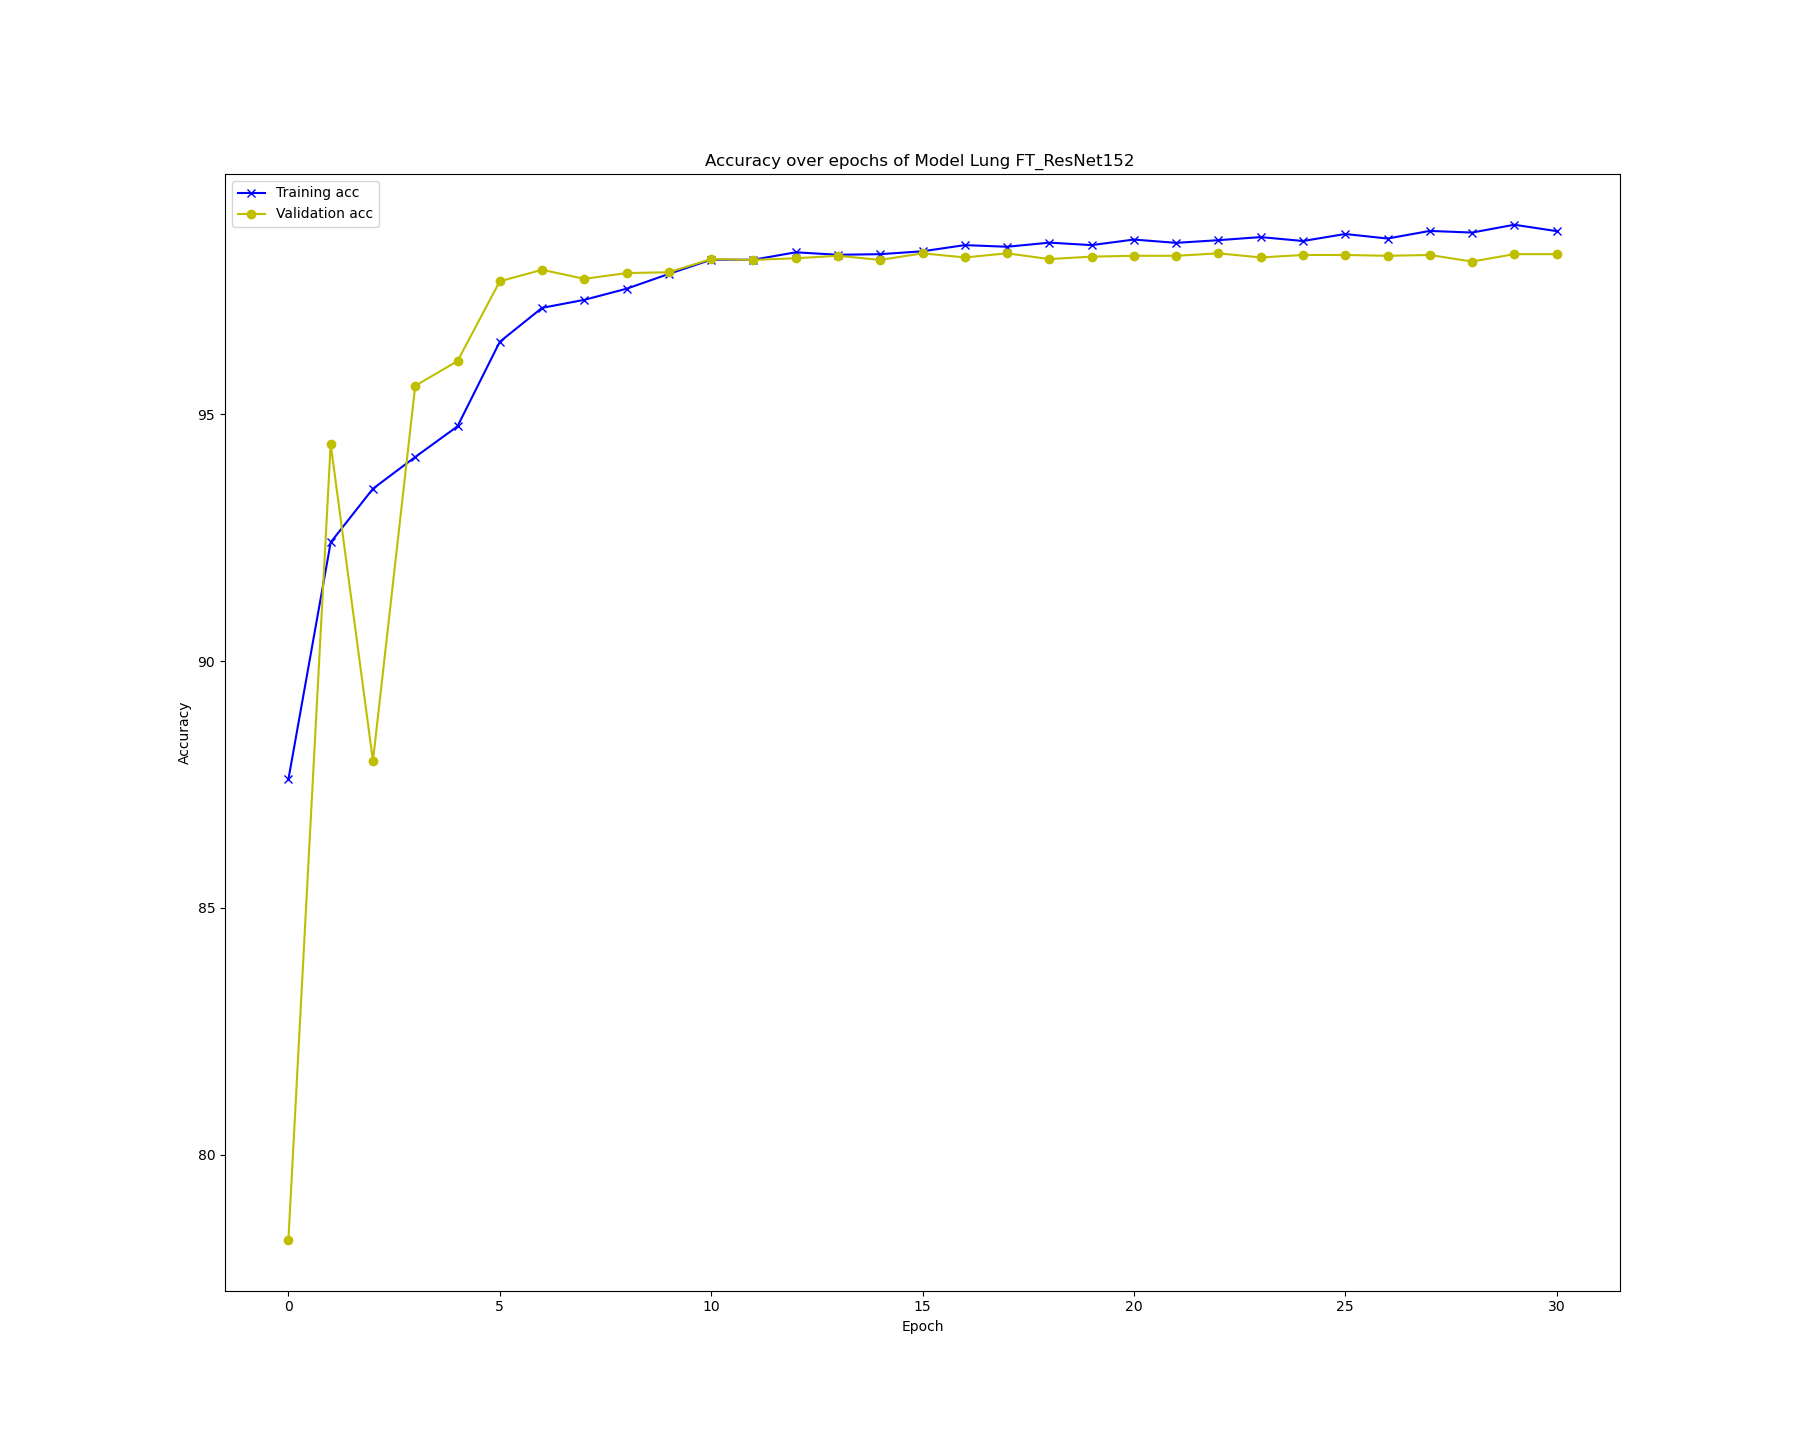 Accuracy over epochs of Model Lung FT_ResNet152
Training acc
Validation acc
95
90
85
80
Accuracy
0 5 10 15 20 25 30
Epoch